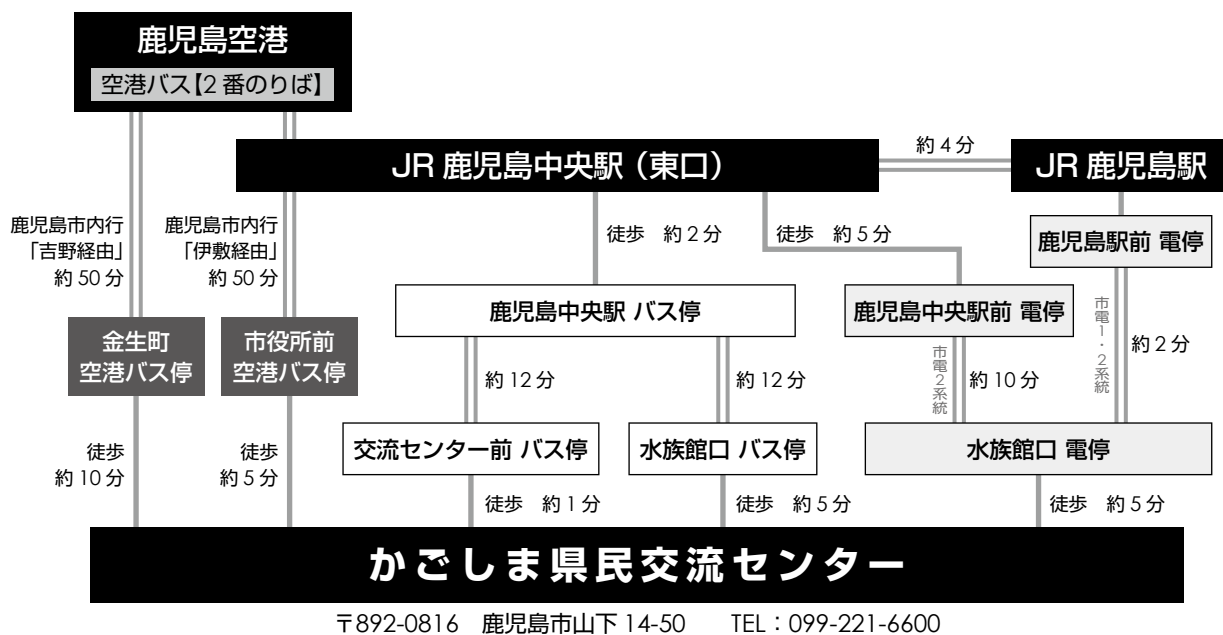 鹿児島空港
空港バス【2番のりば】
JR 鹿児島中央駅（東口）
約4分
JR 鹿児島駅
鹿児島市内行
「吉野経由」
約50分
鹿児島市内行
「伊敷経由」
約50分
徒歩　約2分
徒歩　約5分
鹿児島駅前 電停
鹿児島中央駅 バス停
鹿児島中央駅前 電停
市電1・2系統
約2分
金生町
空港バス停
市役所前
空港バス停
約12分
約12分
市電2系統
約10分
交流センター前 バス停
水族館口 バス停
水族館口 電停
徒歩
約10分
徒歩
約5分
徒歩　約1分
徒歩　約5分
徒歩　約5分
かごしま県民交流センター
〒892-0816　鹿児島市山下 14-50　TEL：099-221-6600